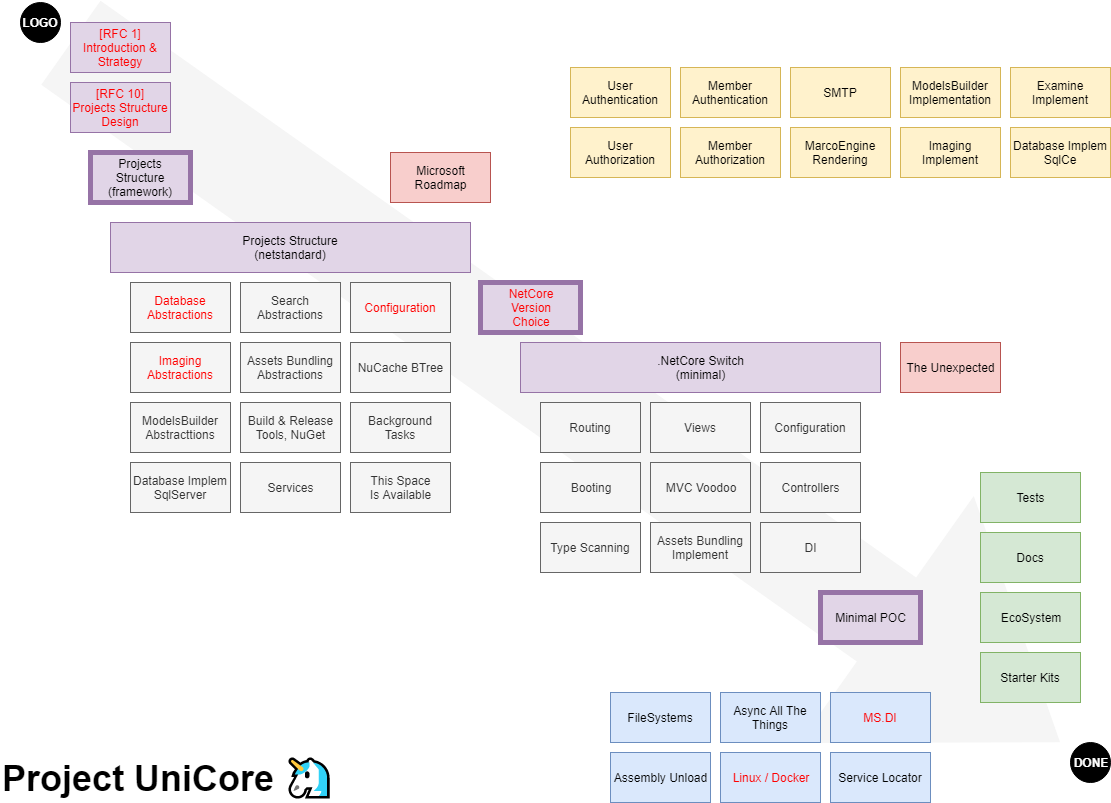 LOGO
[RFC 1]
Introduction &
Strategy
[RFC 10]
Projects Structure
Design
Projects
Structure
(framework)
Microsoft
Roadmap
User
Authentication
Member
Authentication
SMTP
ModelsBuilder
Implementation
Examine
Implement
User
Authorization
Member
Authorization
MarcoEngine
Rendering
Imaging
Implement
Database Implem
SqlCe
Projects Structure
(netstandard)
Database
Abstractions
Search
Abstractions
Configuration
Imaging
Abstractions
Assets Bundling
Abstractions
NuCache BTree
ModelsBuilder
Abstracttions
Build & Release
Tools, NuGet
Background
Tasks
Database Implem
SqlServer
Services
This Space
Is Available
NetCore
Version
Choice
.NetCore Switch
(minimal)
The Unexpected
Routing
Views
Configuration
Booting
MVC Voodoo
Controllers
Type Scanning
Assets Bundling
Implement
DI
Minimal POC
Tests
Docs
EcoSystem
Starter Kits
FileSystems
Async All The
Things
MS.DI
Assembly Unload
Linux / Docker
Service Locator
DONE
Project UniCore